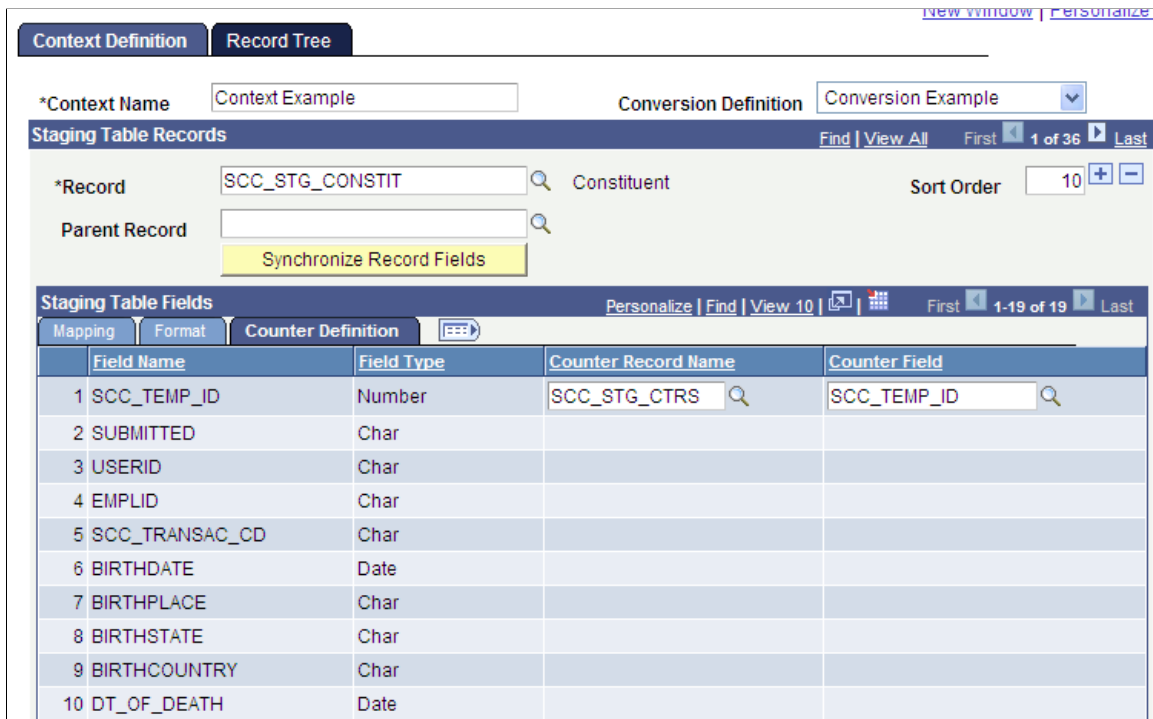 New Window | Personalize
Context Definition Record Tree
*Context Name Context Example Conversion Definition Conversion Example
Staging Table Records Find | View All First 1 of 36 Last
*Record SCC_STG_CONSTIT Constituent Sort Order 10
Parent Record
Synchronize Record Fields
Staging Table Fields Personalize | Find | View 10 | | First 1-19 of 19 Last
Mapping Format Counter Definition
Field Name Field Type Counter Record Name Counter Field
1 SCC_TEMP_ID Number SCC_STG_CTRS SCC_TEMP_ID
2 SUBMITTED Char
3 USERID Char
4 EMPLID Char
5 SCC_TRANSAC_CD Char
6 BIRTHDATE Date
7 BIRTHPLACE Char
8 BIRTHSTATE Char
9 BIRTHCOUNTRY Char
10 DT_OF_DEATH Date